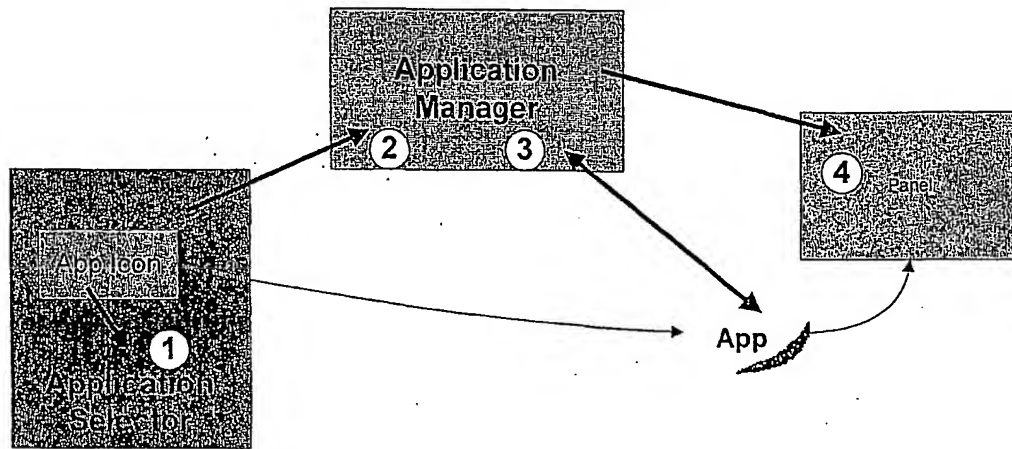 Application
Manager
2
3
4
Panel
App Icon
1
App
Application
Selector